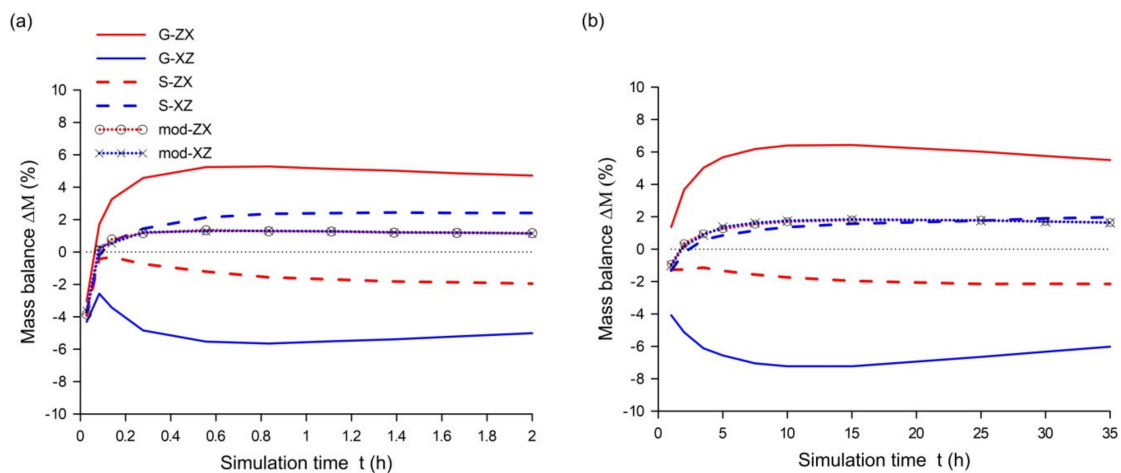 (a)
G-ZX
G-XZ
S-ZX
S-XZ
mod-ZX
mod-XZ
Mass balance ΔM (%)
10
8
6
4
2
0
-2
-4
-6
-8
-10
0 0.2 0.4 0.6 0.8 1 1.2 1.4 1.6 1.8 2
Simulation time t (h)
(b)
Mass balance ΔM (%)
10
8
6
4
2
0
-2
-4
-6
-8
-10
0 5 10 15 20 25 30 35
Simulation time t (h)